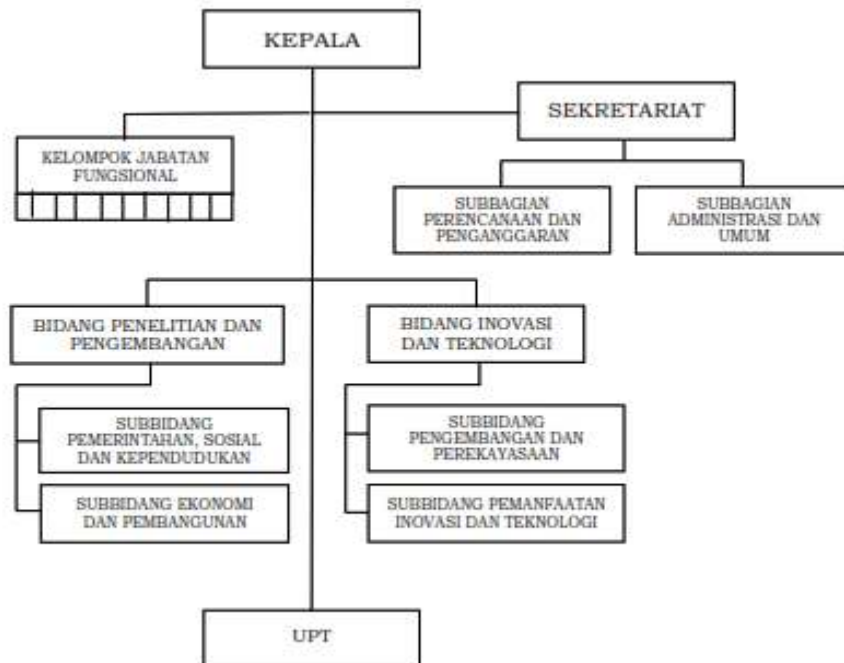 KEPALA
SEKRETARIAT
KELOMPOK JABATAN
FUNGSIONAL
SUBBAGIAN
PERENCANAAN DAN
PENGANGGARAN
SUBBAGIAN
ADMINISTRASI DAN
UMUM
BIDANG PENELITIAN DAN
PENGEMBANGAN
BIDANG INOVASI
DAN TEKNOLOGI
SUBBIDANG
PEMERINTAHAN, SOSIAL
DAN KEPENDUDUKAN
SUBBIDANG
PENGEMBANGAN DAN
PEREKAYASAAN
SUBBIDANG EKONOMI
DAN PEMBANGUNAN
SUBBIDANG PEMANFAATAN
INOVASI DAN TEKNOLOGI
UPT